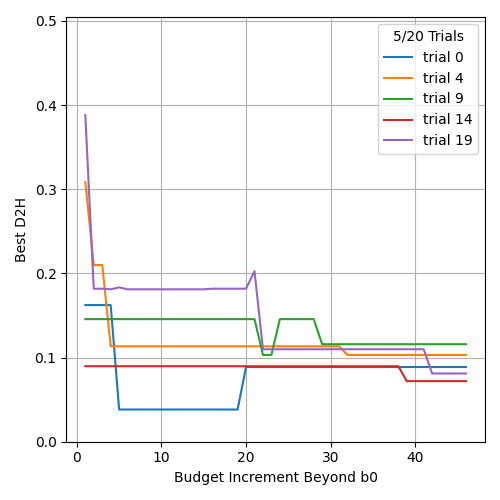 0.5
0.4
0.3
0.2
0.1
0.0
Best D2H
5/20 Trials
trial 0
trial 4
trial 9
trial 14
trial 19
0 10 20 30 40
Budget Increment Beyond b0